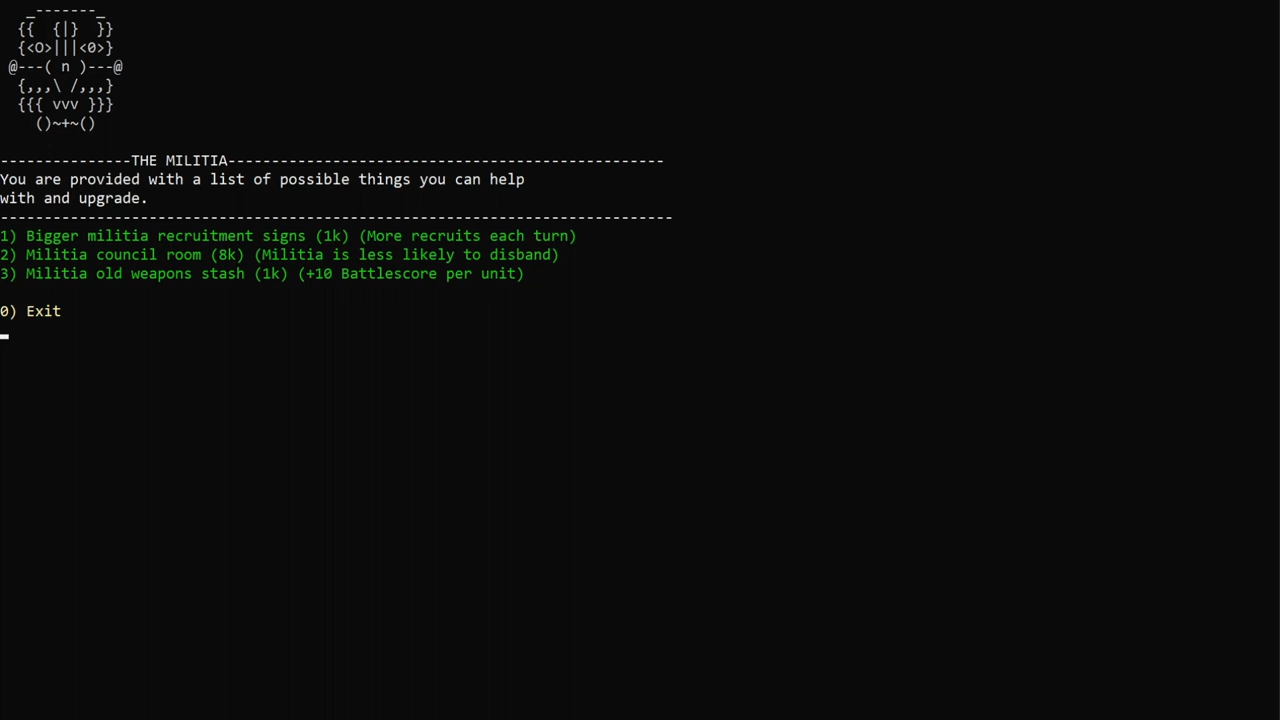 _-------_
{{  {|}  }}
{<O>|||<0>}
@---( n )---@
{,,,\ /,,,}
{{{ vvv }}}
()~+~()
---------------THE MILITIA--------------------------------------------------
You are provided with a list of possible things you can help
with and upgrade.
-----------------------------------------------------------------------------
1) Bigger militia recruitment signs (1k) (More recruits each turn)
2) Militia council room (8k) (Militia is less likely to disband)
3) Militia old weapons stash (1k) (+10 Battlescore per unit)
0) Exit